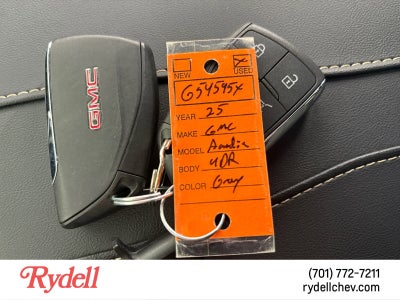 GMC
NEW
USED
G54545X
YEAR 25
MAKE GMC
MODEL Acadia
BODY 4DR
COLOR Gray
Rydell
(701) 772-7211
rydellchev.com